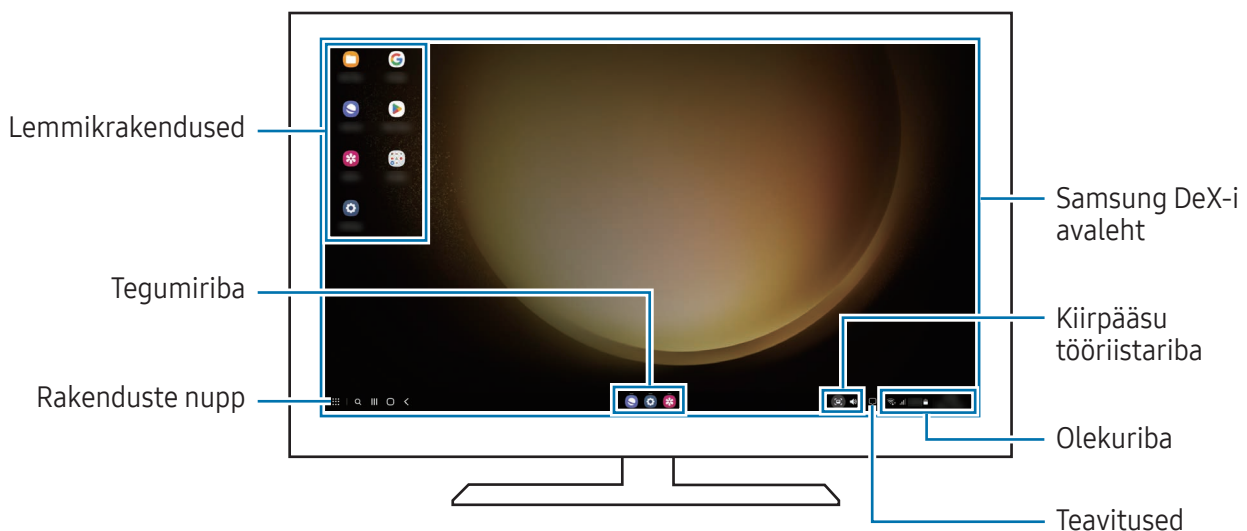 Lemmikrakendused
Tegumiriba
Rakenduste nupp
Samsung DeX-i
avaleht
Kiirpääsu
tööriistariba
Olekuriba
Teavitused